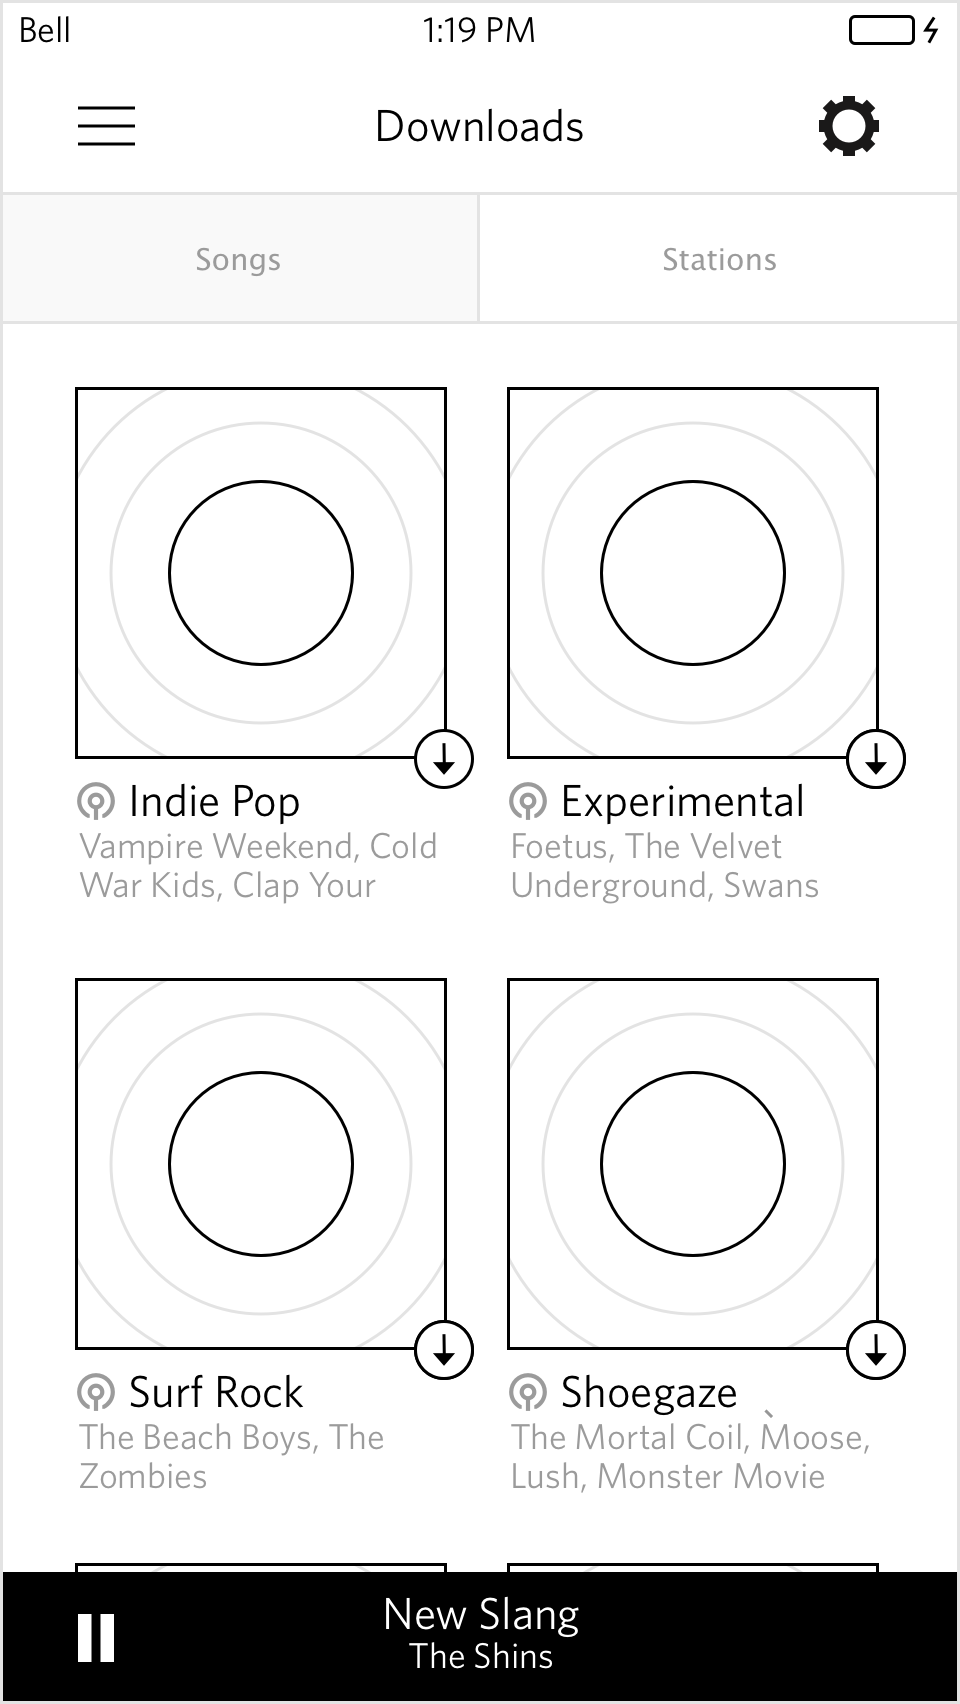 Bell
1:19 PM
Downloads
Songs
Stations
Indie Pop
Vampire Weekend, Cold
War Kids, Clap Your
Experimental
Foetus, The Velvet
Underground, Swans
Surf Rock
The Beach Boys, The
Zombies
Shoegaze
The Mortal Coil, M̀oose,
Lush, Monster Movie
New Slang
The Shins